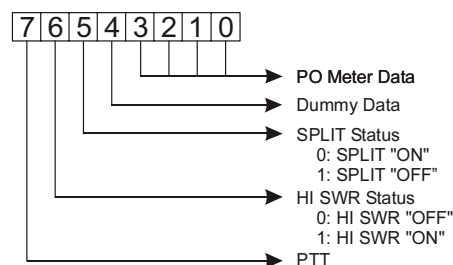 7 6 5 4 3 2 1 0
PO Meter Data
Dummy Data
SPLIT Status
0: SPLIT "ON"
1: SPLIT "OFF”
HI SWR Status
0: HI SWR "OFF"
1: HI SWR "ON"
PTT